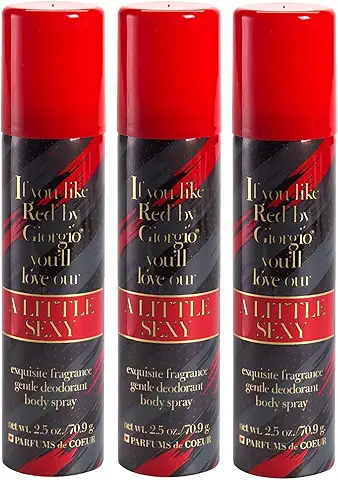 If you like
Red by
Giorgio*
you'll
love our
A LITTLE
SEXY
exquisite fragrance
gentle deodorant
body spray
net wt. 2.5 oz./70.9 g.
PARFUMS de COEUR
If you like
Red by
Giorgio*
you'll
love our
A LITTLE
SEXY
exquisite fragrance
gentle deodorant
body spray
net wt. 2.5 oz./70.9 g.
PARFUMS de COEUR
If you like
Red by
Giorgio*
you'll
love our
A LITTLE
SEXY
exquisite fragrance
gentle deodorant
body spray
net wt. 2.5 oz./70.9 g.
PARFUMS de COEUR